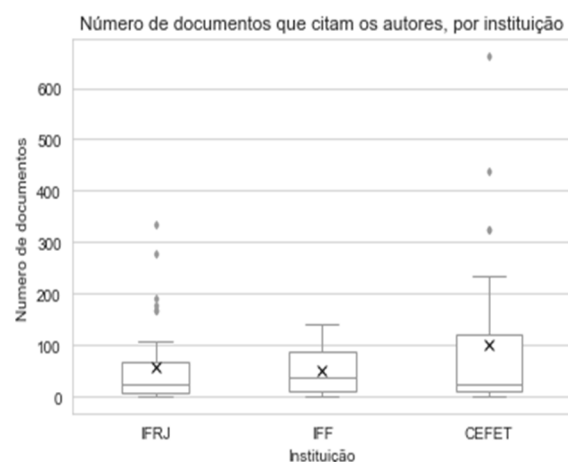 Número de documentos que citam os autores, por instituição
Numero de documentos
600
500
400
300
200
100
0
IFRJ IFF CEFET
Instituição